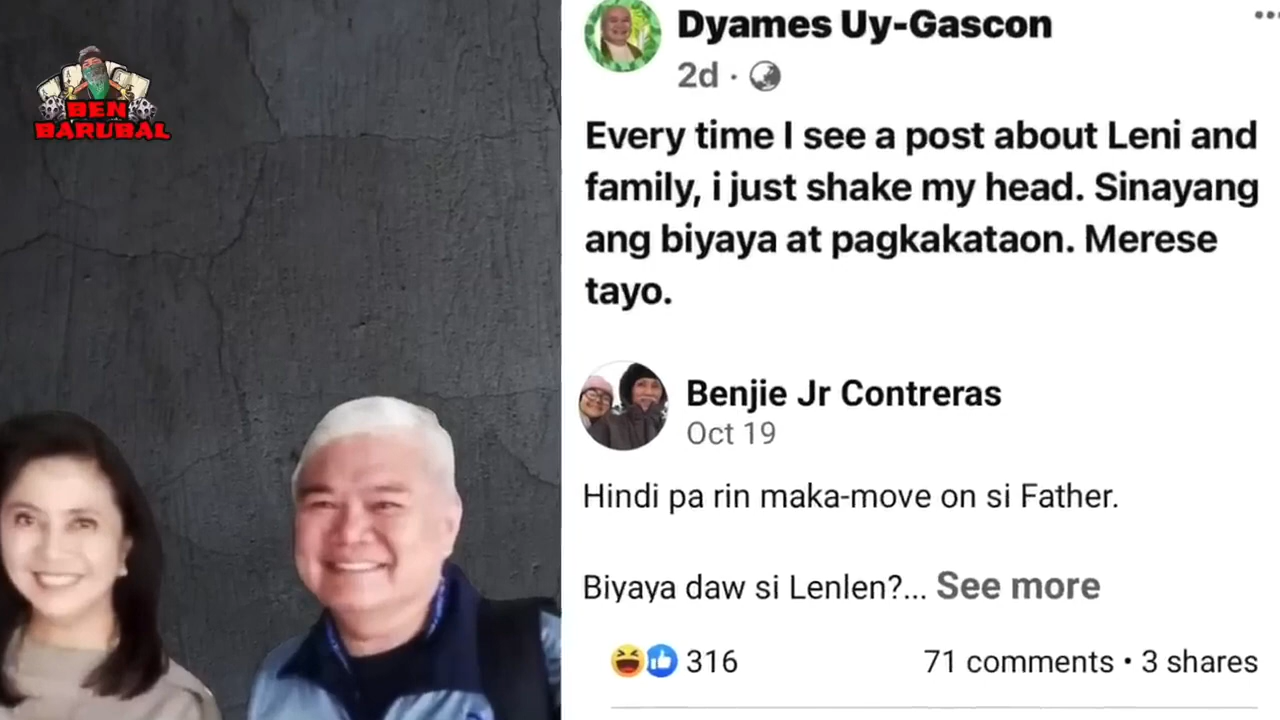 BEN
BARUBAL
Dyames Uy-Gascon
2d ·
Every time I see a post about Leni and
family, i just shake my head. Sinayang
ang biyaya at pagkakataon. Merese
tayo.
Benjie Jr Contreras
Oct 19
Hindi pa rin maka-move on si Father.
Biyaya daw si Lenlen?... See more
316
71 comments • 3 shares